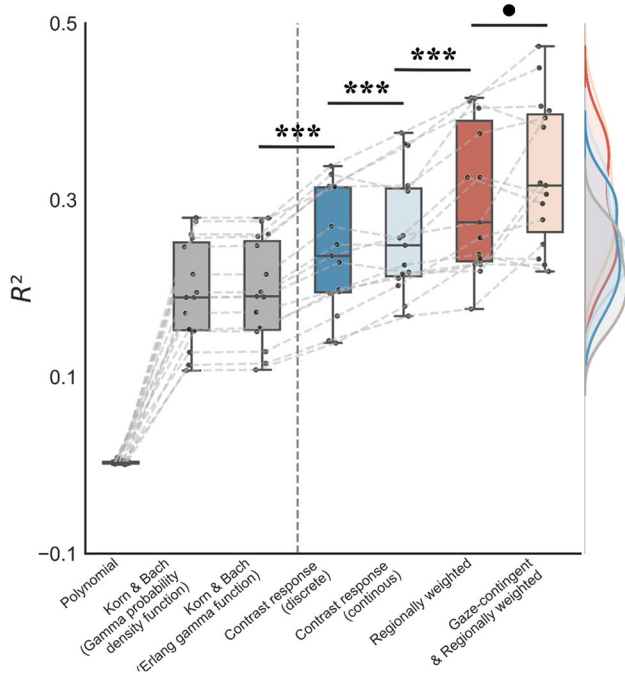 0.5
●
***
***
***
0.3
R²
0.1
−0.1
Polynomial
Korn & Bach
(Gamma probability
density function)
Korn & Bach
(Erlang gamma function)
Contrast response
(discrete)
Contrast response
(continous)
Regionally weighted
Gaze-contingent
& Regionally weighted